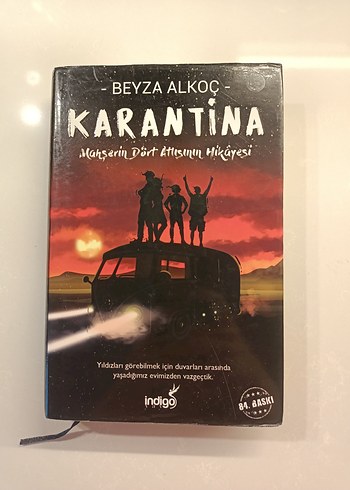 - BEYZA ALKOÇ -
KARANTİNA
Mahşerin Dört Atlısının Hikâyesi
Yıldızları görebilmek için duvarları arasında
yaşadığımız evimizden vazgeçtik.
indigo
84. BASKI